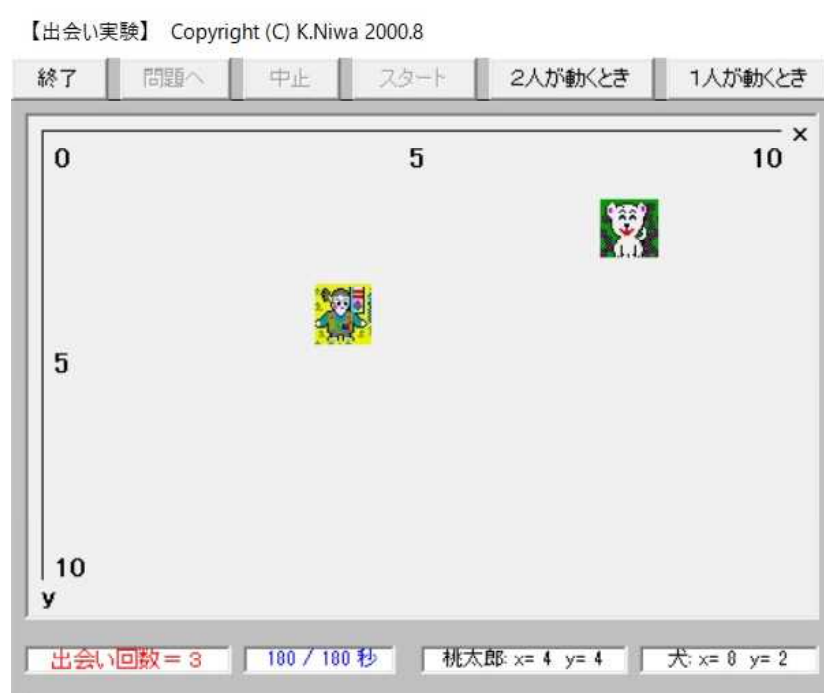 【出会い実験】 Copyright (C) K.Niwa 2000.8
終了 問題へ 中止 スタート 2人が動くとき 1人が動くとき
x
0 5 10
5
10
y
出会い回数＝3 180 / 180 秒 桃太郎: x= 4 y= 4 犬: x= 8 y= 2